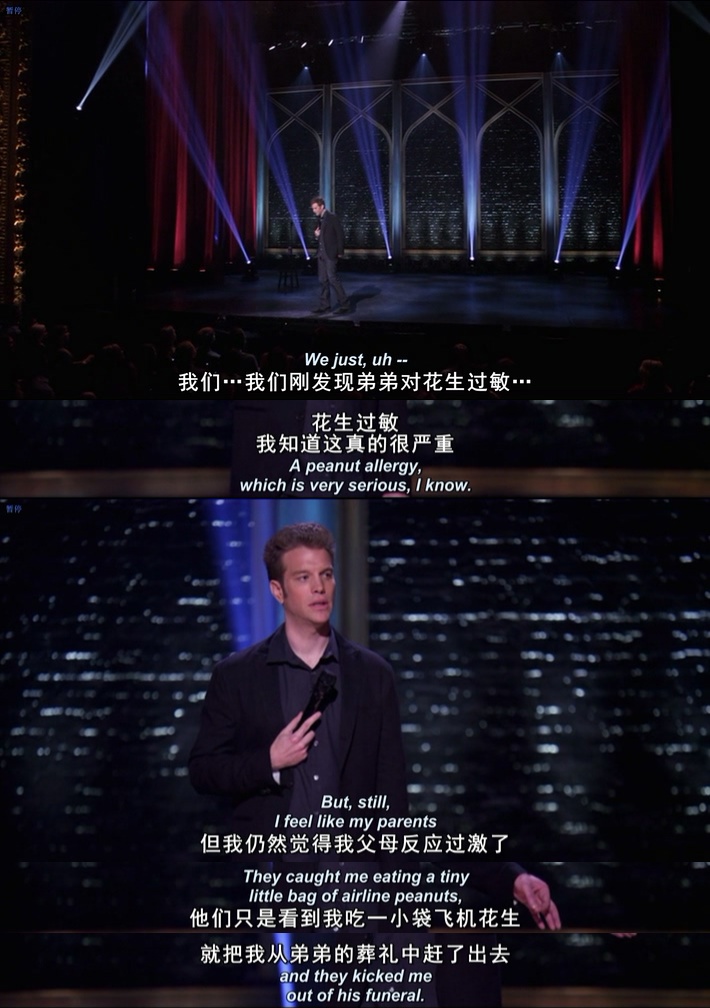 暂停
We just, uh --
我们…我们刚发现弟弟对花生过敏…
花生过敏
我知道这真的很严重
A peanut allergy,
which is very serious, I know.
暂停
But, still,
I feel like my parents
但我仍然觉得我父母反应过激了
They caught me eating a tiny
little bag of airline peanuts,
他们只是看到我吃一小袋飞机花生
就把我从弟弟的葬礼中赶了出去
and they kicked me
out of his funeral.